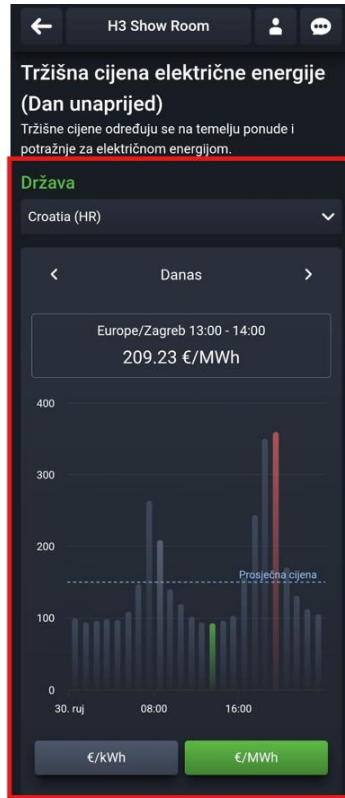 H3 Show Room
Tržišna cijena električne energije
(Dan unaprijed)
Tržišne cijene određuju se na temelju ponude i
potražnje za električnom energijom.
Država
Croatia (HR)
Danas
Europe/Zagreb 13:00 - 14:00
209.23 €/MWh
400
300
200
Prosječna cijena
100
0
30. ruj 08:00 16:00
€/kWh €/MWh